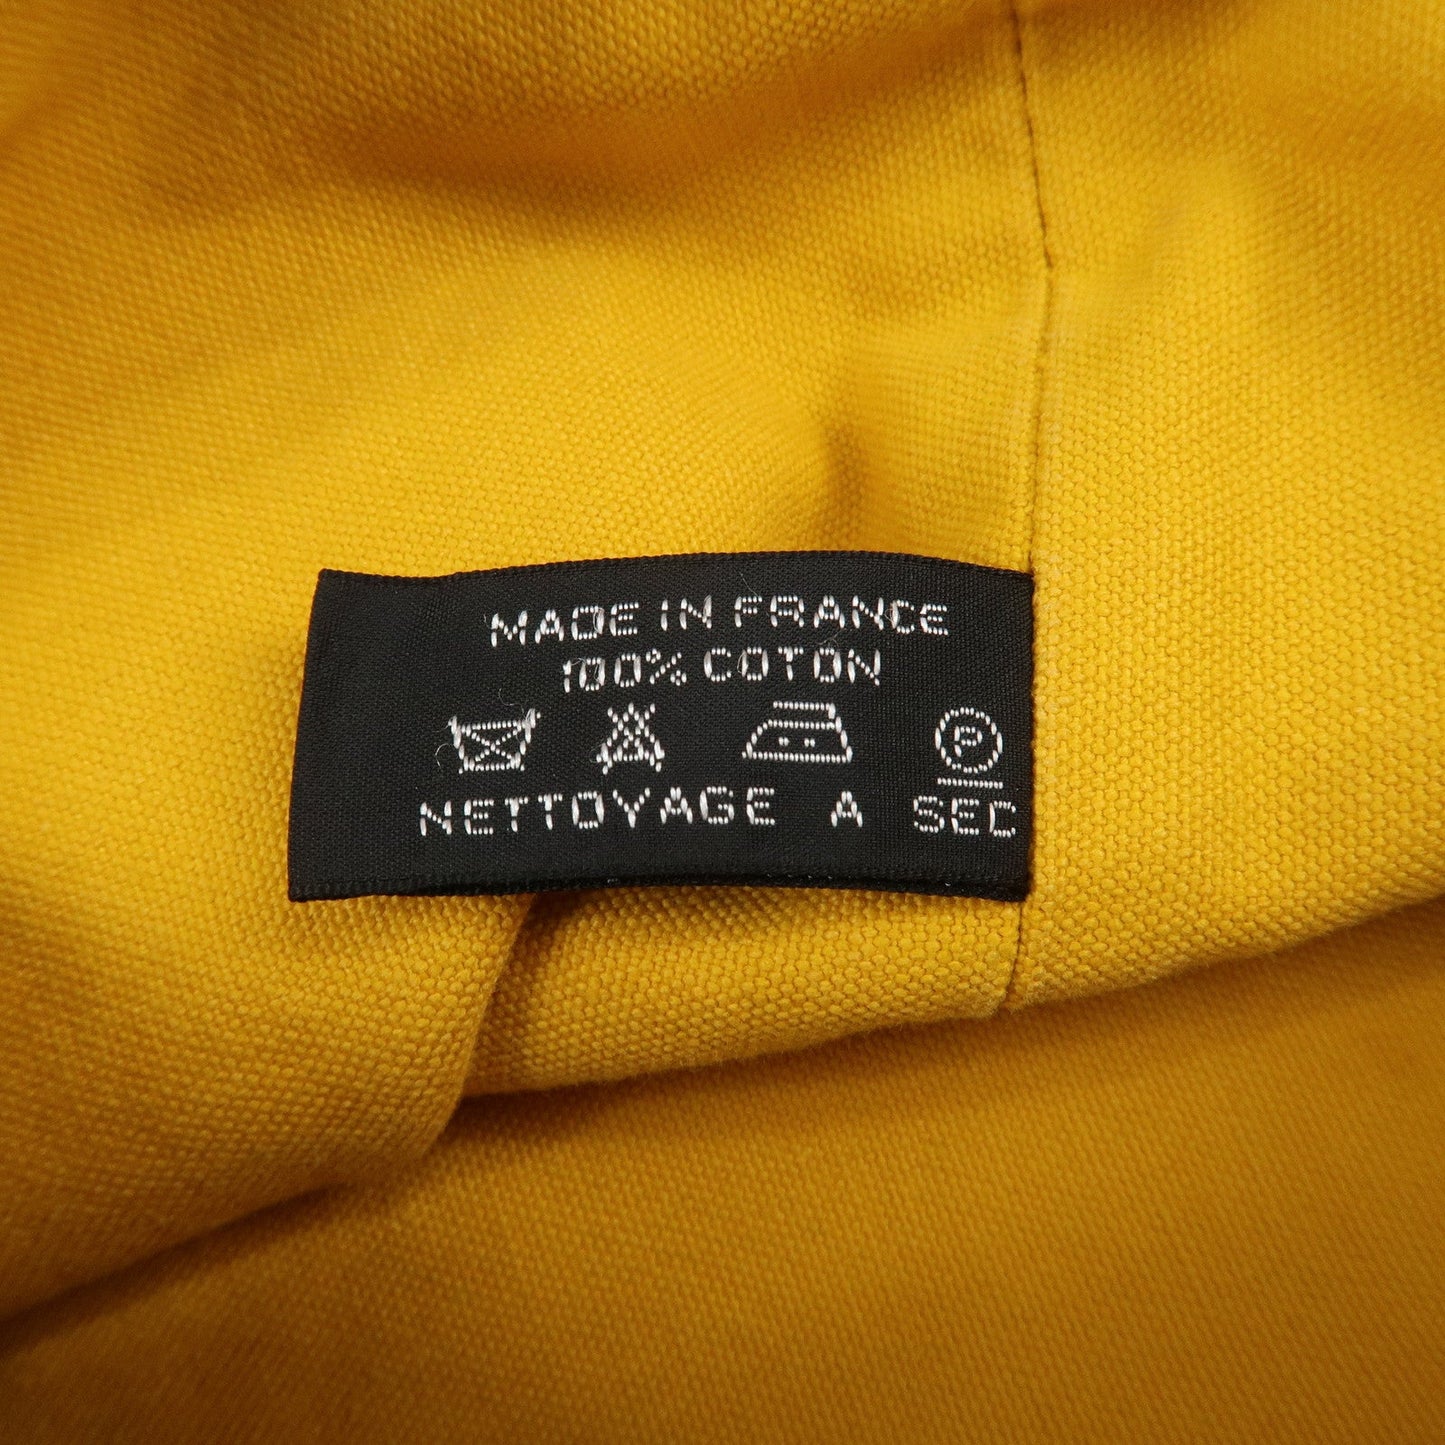 MADE IN FRANCE
100% COTON
P
NETTOYAGE A SEC